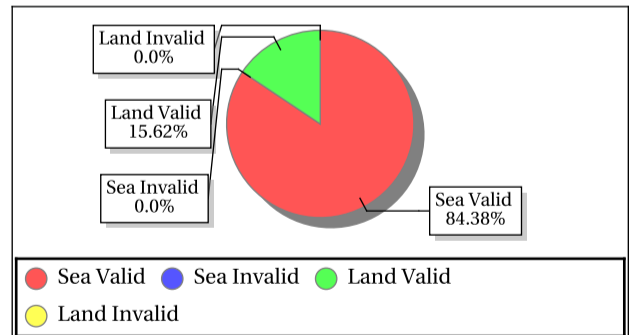 Land Invalid
0.0%
Land Valid
15.62%
Sea Invalid
0.0%
Sea Valid
84.38%
Sea Valid Sea Invalid Land Valid
Land Invalid